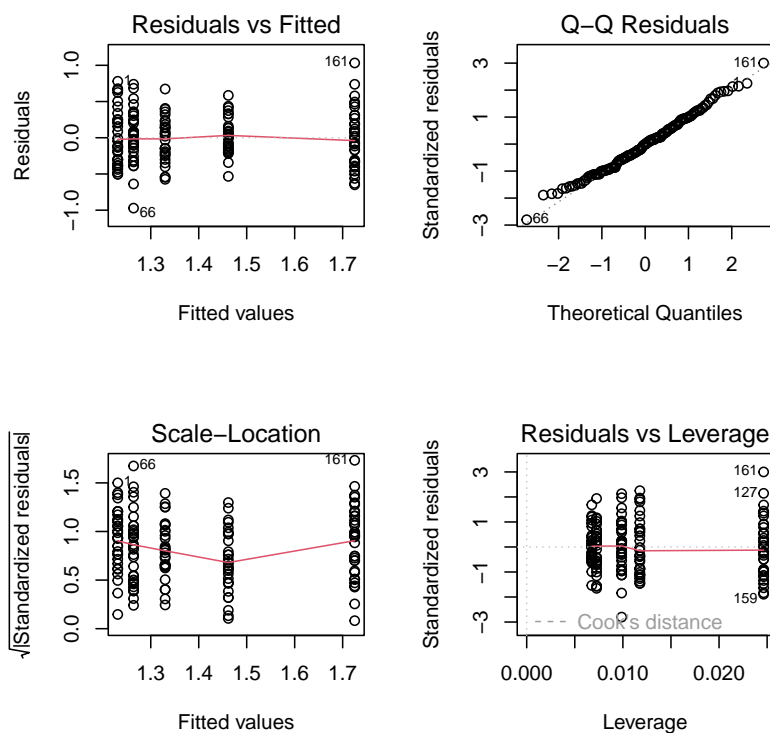 Residuals vs Fitted
Residuals
1.0
0.0
−1.0
161
1
66
1.3 1.4 1.5 1.6 1.7
Fitted values
Q−Q Residuals
Standardized residuals
3
1
−1
−3
161
1
66
−2 −1 0 1 2
Theoretical Quantiles
Scale−Location
√|Standardized residuals|
1.5
1.0
0.5
0.0
66
1
161
1.3 1.4 1.5 1.6 1.7
Fitted values
Residuals vs Leverage
Standardized residuals
3
1
−1
−3
161
127
159
Cook's distance
0.000 0.010 0.020
Leverage